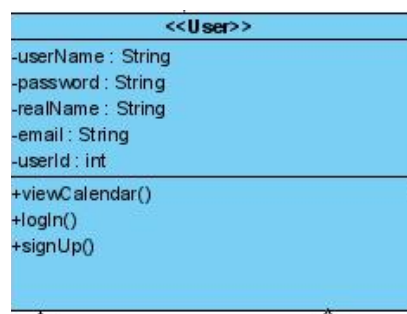 <<User>>
-userName : String
-password : String
-realName : String
-email : String
-userId : int
+viewCalendar()
+logIn()
+signUp()